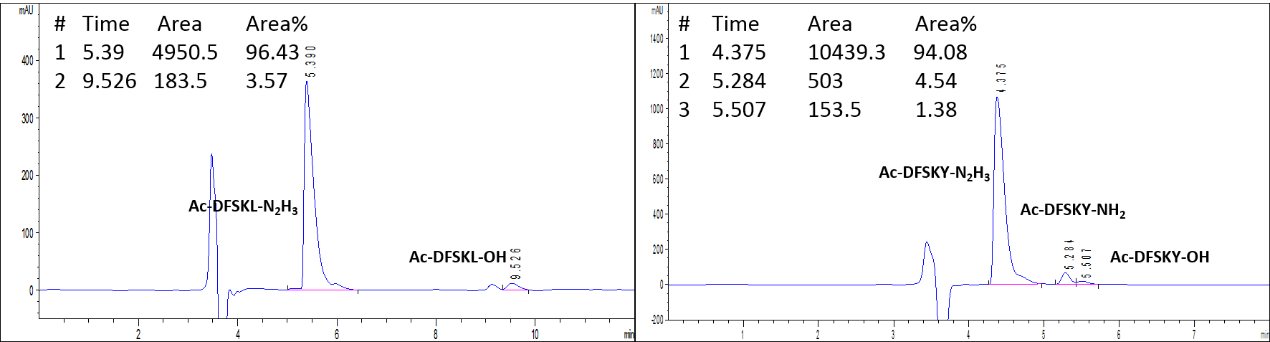 mAU
# Time Area Area%
1 5.39 4950.5 96.43
2 9.526 183.5 3.57
5.390
400
300
200
100
0
Ac-DFSKL-N₂H₃
Ac-DFSKL-OH
9.526
2 4 6 8 10 min
mAU
# Time Area Area%
1 4.375 10439.3 94.08
2 5.284 503 4.54
3 5.507 153.5 1.38
4.375
1400
1200
1000
800
600
400
200
0
-200
Ac-DFSKY-N₂H₃
Ac-DFSKY-NH₂
Ac-DFSKY-OH
5.284
5.507
1 2 3 4 5 6 7 min